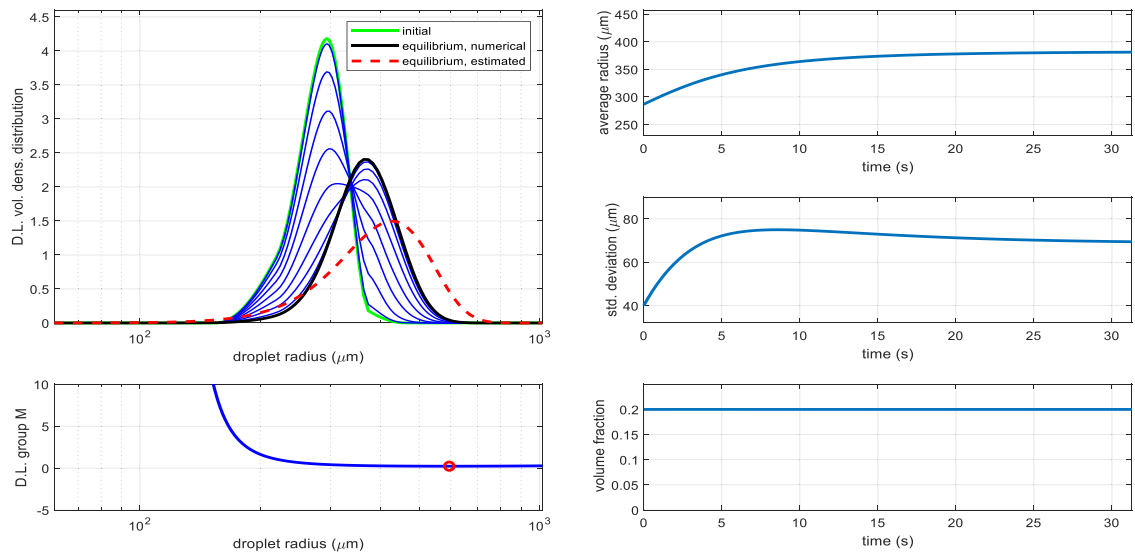 4.5
4
3.5
3
2.5
2
1.5
1
0.5
0
D.L. vol. dens. distribution
initial
equilibrium, numerical
equilibrium, estimated
10²
10³
droplet radius (μm)
10
5
0
-5
D.L. group M
10²
10³
droplet radius (μm)
450
400
350
300
250
average radius (μm)
0 5 10 15 20 25 30
time (s)
80
60
40
std. deviation (μm)
0 5 10 15 20 25 30
time (s)
0.2
0.15
0.1
0.05
0
volume fraction
0 5 10 15 20 25 30
time (s)